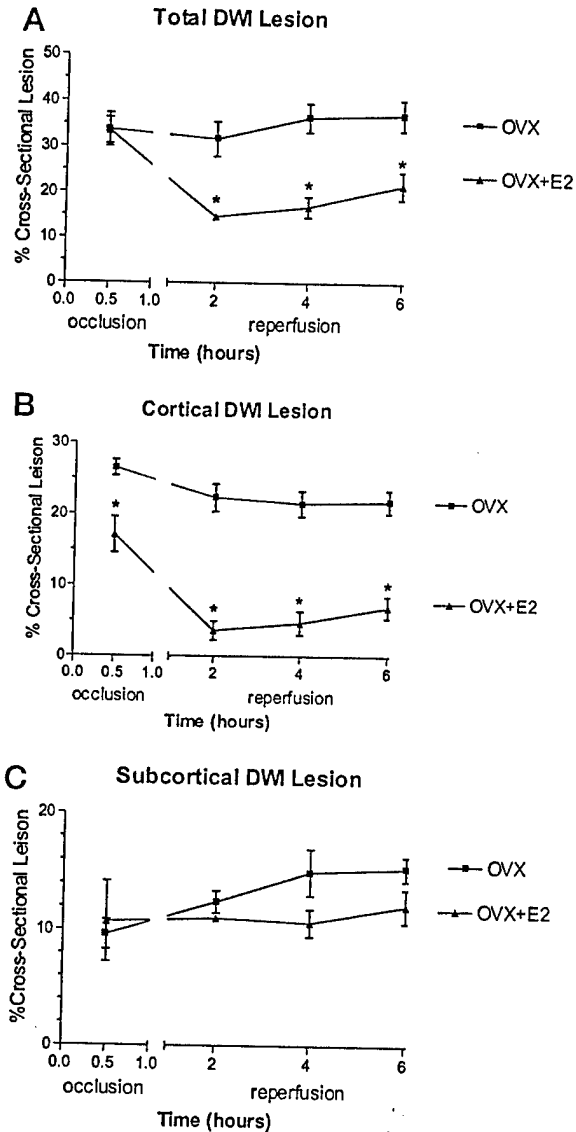 A
Total DWI Lesion
% Cross-Sectional Lesion
50
40
30
20
10
0
*
*
*
OVX
OVX+E2
0.0 0.5 1.0 2 4 6
occlusion reperfusion
Time (hours)
B
Cortical DWI Lesion
% Cross-Sectional Leison
30
20
10
0
*
*
*
*
OVX
OVX+E2
0.0 0.5 1.0 2 4 6
occlusion reperfusion
Time (hours)
C
Subcortical DWI Lesion
%Cross-Sectional Leison
20
10
0
OVX
OVX+E2
0.0 0.5 1.0 2 4 6
occlusion reperfusion
Time (hours)